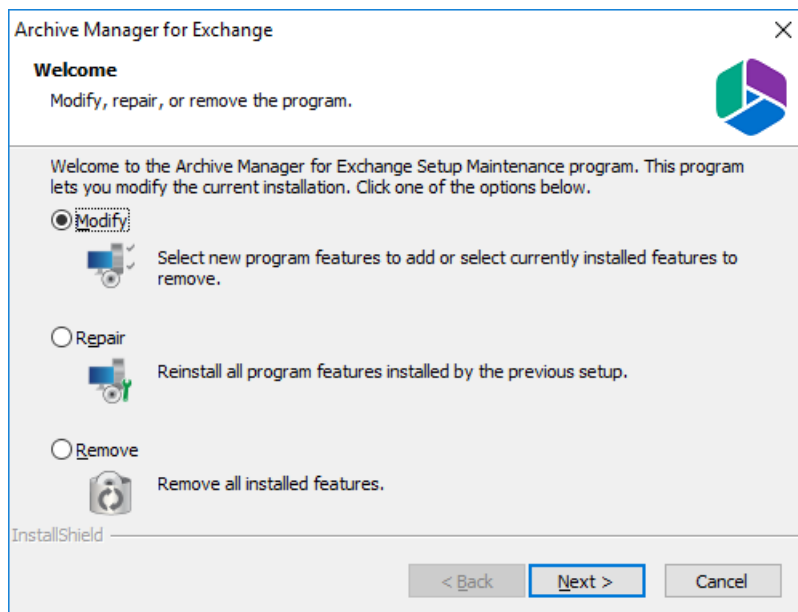 Archive Manager for Exchange
Welcome
Modify, repair, or remove the program.
Welcome to the Archive Manager for Exchange Setup Maintenance program. This program
lets you modify the current installation. Click one of the options below.
Modify
Select new program features to add or select currently installed features to
remove.
Repair
Reinstall all program features installed by the previous setup.
Remove
Remove all installed features.
InstallShield
< Back Next > Cancel